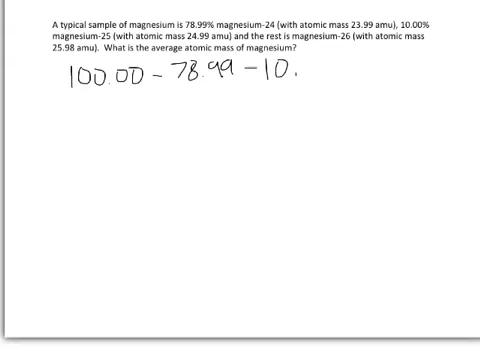 A typical sample of magnesium is 78.99% magnesium-24 (with atomic mass 23.99 amu), 10.00%
magnesium-25 (with atomic mass 24.99 amu) and the rest is magnesium-26 (with atomic mass
25.98 amu).  What is the average atomic mass of magnesium?
100.00 - 78.99 - 10.